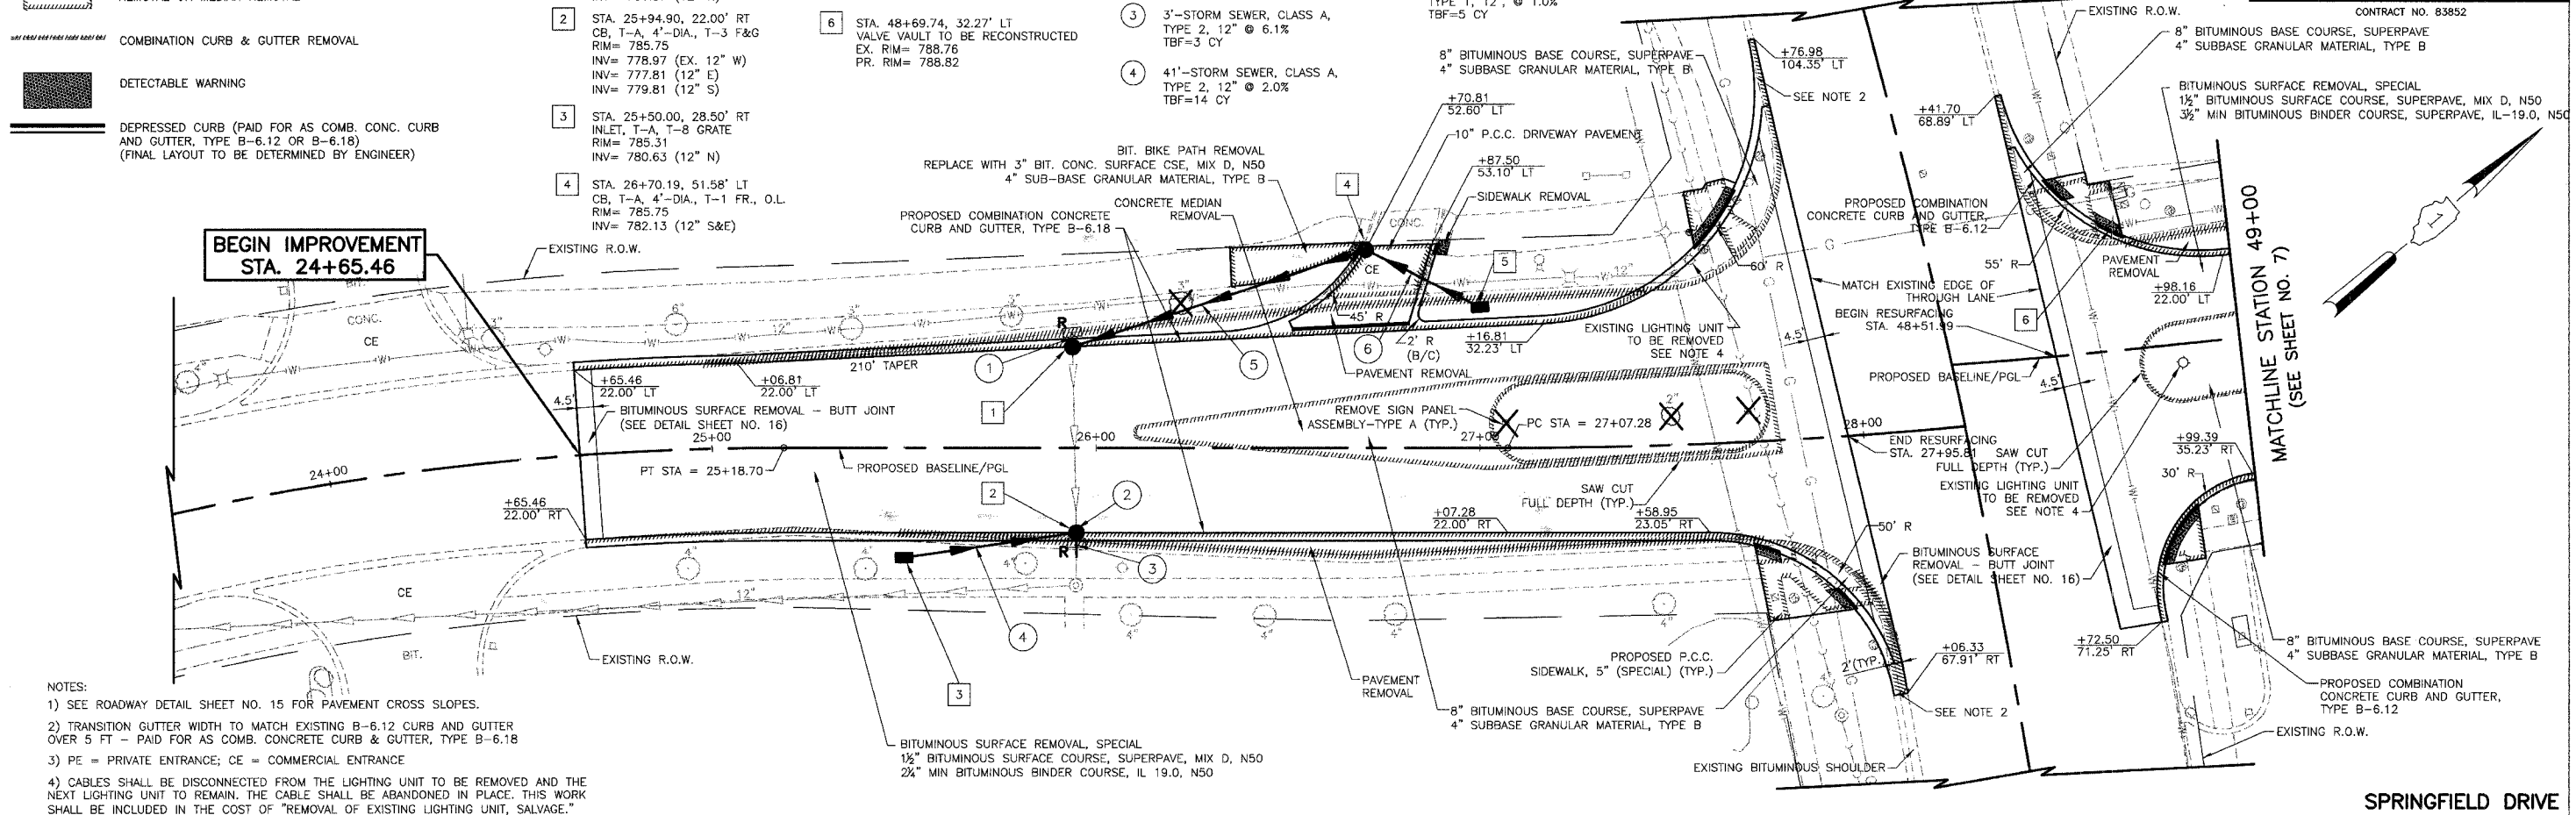 COMBINATION CURB & GUTTER REMOVAL
DETECTABLE WARNING
DEPRESSED CURB (PAID FOR AS COMB. CONC. CURB
AND GUTTER, TYPE B-6.12 OR B-6.18)
(FINAL LAYOUT TO BE DETERMINED BY ENGINEER)
2
STA. 25+94.90, 22.00' RT
CB, T-A, 4'-DIA., T-3 F&G
RIM= 785.75
INV= 778.97 (EX. 12" W)
INV= 777.81 (12" E)
INV= 779.81 (12" S)
3
STA. 25+50.00, 28.50' RT
INLET, T-A, T-8 GRATE
RIM= 785.31
INV= 780.63 (12" N)
4
STA. 26+70.19, 51.58' LT
CB, T-A, 4'-DIA., T-1 FR., O.L.
RIM= 785.75
INV= 782.13 (12" S&E)
6
STA. 48+69.74, 32.27' LT
VALVE VAULT TO BE RECONSTRUCTED
EX. RIM= 788.76
PR. RIM= 788.82
3
3'-STORM SEWER, CLASS A,
TYPE 2, 12" @ 6.1%
TBF=3 CY
4
41'-STORM SEWER, CLASS A,
TYPE 2, 12" @ 2.0%
TBF=14 CY
TYPE 1, 12", @ 1.0%
TBF=5 CY
CONTRACT NO. 83852
EXISTING R.O.W.
8" BITUMINOUS BASE COURSE, SUPERPAVE
4" SUBBASE GRANULAR MATERIAL, TYPE B
BITUMINOUS SURFACE REMOVAL, SPECIAL
1½" BITUMINOUS SURFACE COURSE, SUPERPAVE, MIX D, N50
3½" MIN BITUMINOUS BINDER COURSE, SUPERPAVE, IL-19.0, N50
8" BITUMINOUS BASE COURSE, SUPERPAVE
4" SUBBASE GRANULAR MATERIAL, TYPE B
+76.98
104.35' LT
SEE NOTE 2
+70.81
52.60' LT
10" P.C.C. DRIVEWAY PAVEMENT
+87.50
53.10' LT
SIDEWALK REMOVAL
+41.70
68.89' LT
BIT. BIKE PATH REMOVAL
REPLACE WITH 3" BIT. CONC. SURFACE CSE, MIX D, N50
4" SUB-BASE GRANULAR MATERIAL, TYPE B
4
CONCRETE MEDIAN
REMOVAL
PROPOSED COMBINATION CONCRETE
CURB AND GUTTER, TYPE B-6.18
CONC.
CE
5
BEGIN IMPROVEMENT
STA. 24+65.46
EXISTING R.O.W.
BIT.
CONC.
CE
PROPOSED COMBINATION
CONCRETE CURB AND GUTTER,
TYPE B-6.12
55' R
PAVEMENT
REMOVAL
+98.16
22.00' LT
60' R
MATCH EXISTING EDGE OF
THROUGH LANE
BEGIN RESURFACING
STA. 48+51.99
6
MATCHLINE STATION 49+00
(SEE SHEET NO. 7)
EXISTING LIGHTING UNIT
TO BE REMOVED
SEE NOTE 4
4.5'
PROPOSED BASELINE/PGL
4.5'
R
1
5
6
45' R
2' R
(B/C)
+16.81
32.23' LT
PAVEMENT REMOVAL
210' TAPER
+65.46
22.00' LT
+06.81
22.00' LT
4.5'
BITUMINOUS SURFACE REMOVAL - BUTT JOINT
(SEE DETAIL SHEET NO. 16)
1
24+00
25+00
26+00
27+00
28+00
REMOVE SIGN PANEL
ASSEMBLY-TYPE A (TYP.)
PC STA = 27+07.28
PT STA = 25+18.70
PROPOSED BASELINE/PGL
END RESURFACING
STA. 27+95.81
SAW CUT
FULL DEPTH (TYP.)
EXISTING LIGHTING UNIT
TO BE REMOVED
SEE NOTE 4
+99.39
35.23' RT
30' R
+65.46
22.00' RT
2
2
SAW CUT
FULL DEPTH (TYP.)
+07.28
22.00' RT
+58.95
23.05' RT
50' R
R
3
BITUMINOUS SURFACE
REMOVAL - BUTT JOINT
(SEE DETAIL SHEET NO. 16)
CE
12"
BIT.
4
EXISTING R.O.W.
3
PAVEMENT
REMOVAL
PROPOSED P.C.C.
SIDEWALK, 5" (SPECIAL) (TYP.)
2'(TYP.)
+06.33
67.91' RT
+72.50
71.25' RT
8" BITUMINOUS BASE COURSE, SUPERPAVE
4" SUBBASE GRANULAR MATERIAL, TYPE B
PROPOSED COMBINATION
CONCRETE CURB AND GUTTER,
TYPE B-6.12
SEE NOTE 2
EXISTING R.O.W.
8" BITUMINOUS BASE COURSE, SUPERPAVE
4" SUBBASE GRANULAR MATERIAL, TYPE B
EXISTING BITUMINOUS SHOULDER
BITUMINOUS SURFACE REMOVAL, SPECIAL
1½" BITUMINOUS SURFACE COURSE, SUPERPAVE, MIX D, N50
2¼" MIN BITUMINOUS BINDER COURSE, IL 19.0, N50
NOTES:
1) SEE ROADWAY DETAIL SHEET NO. 15 FOR PAVEMENT CROSS SLOPES.
2) TRANSITION GUTTER WIDTH TO MATCH EXISTING B-6.12 CURB AND GUTTER
OVER 5 FT - PAID FOR AS COMB. CONCRETE CURB & GUTTER, TYPE B-6.18
3) PE = PRIVATE ENTRANCE; CE = COMMERCIAL ENTRANCE
4) CABLES SHALL BE DISCONNECTED FROM THE LIGHTING UNIT TO BE REMOVED AND THE
NEXT LIGHTING UNIT TO REMAIN. THE CABLE SHALL BE ABANDONED IN PLACE. THIS WORK
SHALL BE INCLUDED IN THE COST OF "REMOVAL OF EXISTING LIGHTING UNIT, SALVAGE."
SPRINGFIELD DRIVE